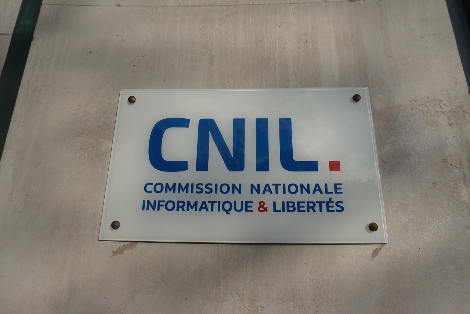 CNIL.
COMMISSION NATIONALE
INFORMATIQUE & LIBERTÉS